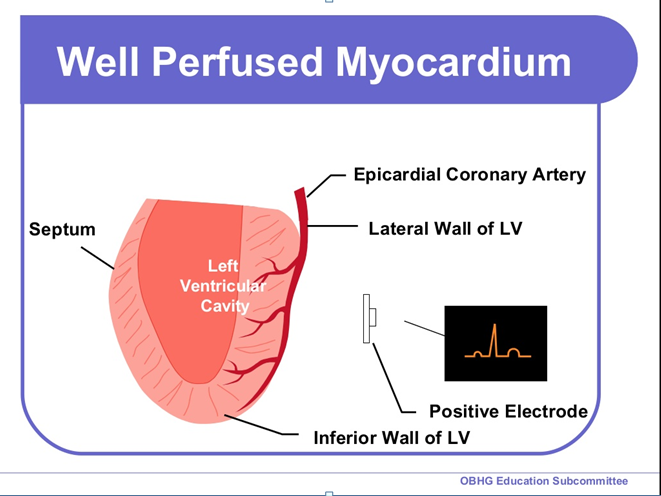 Well Perfused Myocardium
Epicardial Coronary Artery
Septum
Lateral Wall of LV
Left
Ventricular
Cavity
Positive Electrode
Inferior Wall of LV
OBHG Education Subcommittee